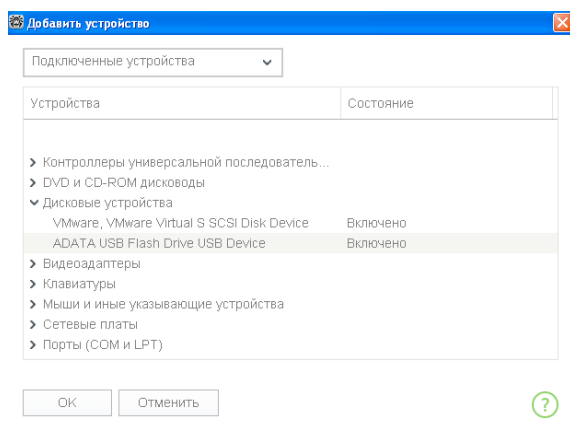 Добавить устройство
Подключенные устройства
Устройства Состояние
Контроллеры универсальной последователь...
DVD и CD-ROM дисководы
Дисковые устройства
VMware, VMware Virtual S SCSI Disk Device Включено
ADATA USB Flash Drive USB Device Включено
Видеоадаптеры
Клавиатуры
Мыши и иные указывающие устройства
Сетевые платы
Порты (COM и LPT)
OK Отменить ?